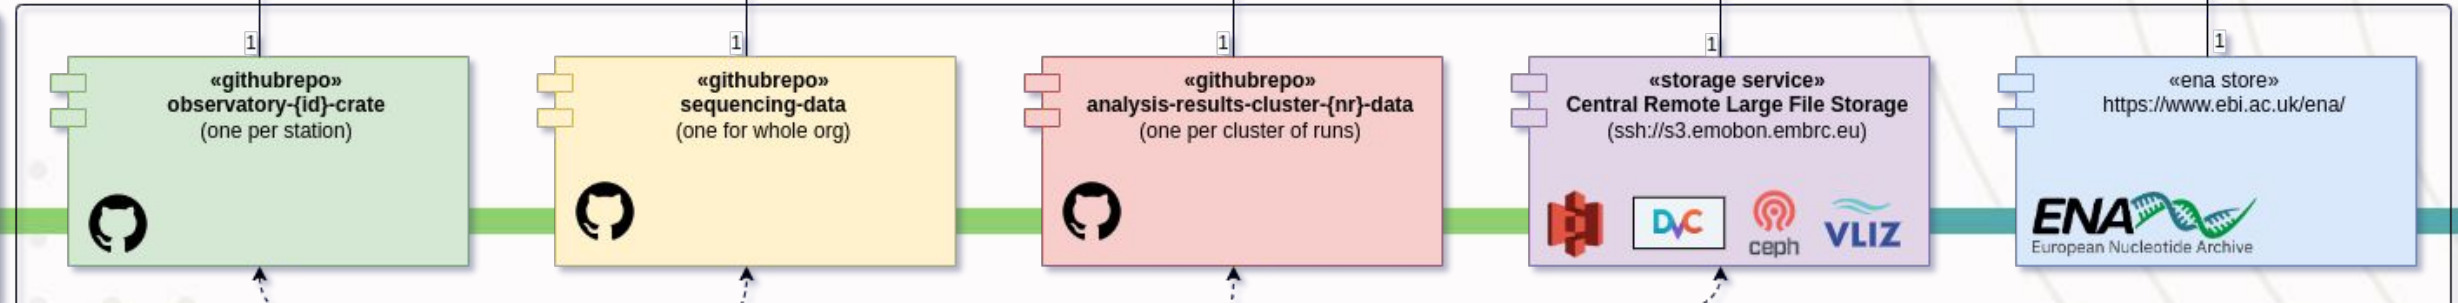 1
«githubrepo»
observatory-{id}-crate
(one per station)
1
«githubrepo»
sequencing-data
(one for whole org)
1
«githubrepo»
analysis-results-cluster-{nr}-data
(one per cluster of runs)
1
«storage service»
Central Remote Large File Storage
(ssh://s3.emobon.embrc.eu)
DVC
ceph
VLIZ
1
«ena store»
https://www.ebi.ac.uk/ena/
ENA
European Nucleotide Archive